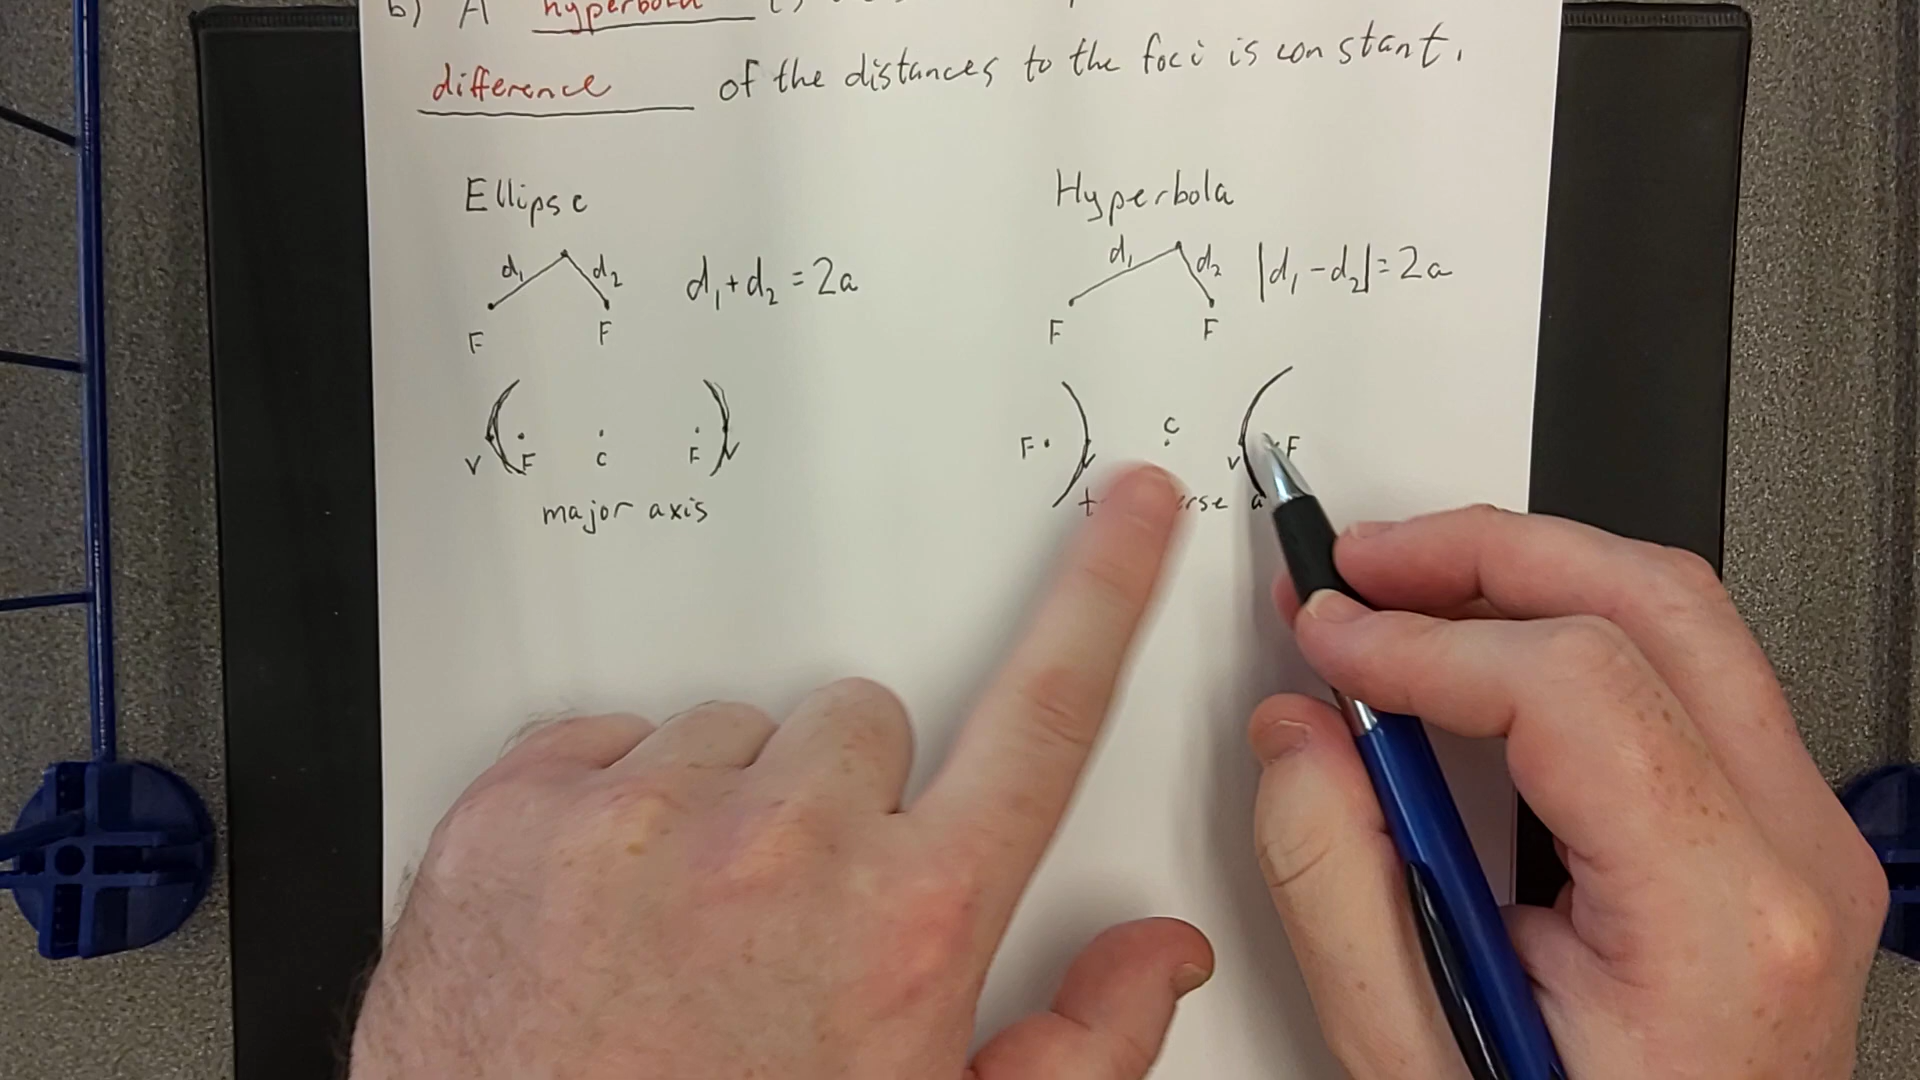 b) A hyperbola
difference of the distances to the foci is constant.
Ellipse
d₁ d₂ d₁+d₂ = 2a
F F
V F C F V
major axis
Hyperbola
d₁ d₂ |d₁-d₂| = 2a
F F
F V C V F